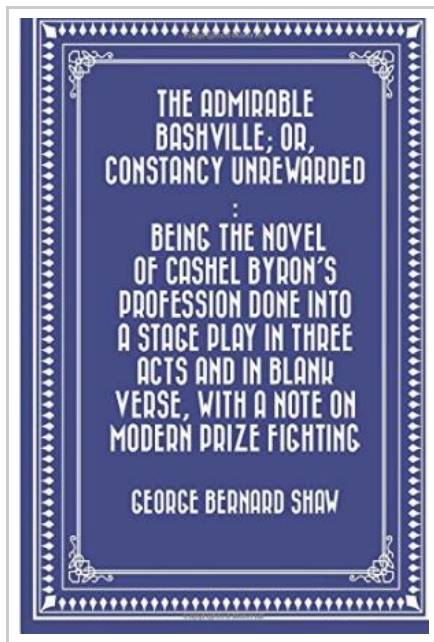 THE ADMIRABLE
BASHVILLE; OR,
CONSTANCY UNREWARDED
:
BEING THE NOVEL
OF CASHEL BYRON'S
PROFESSION DONE INTO
A STAGE PLAY IN THREE
ACTS AND IN BLANK
VERSE, WITH A NOTE ON
MODERN PRIZE FIGHTING
GEORGE BERNARD SHAW